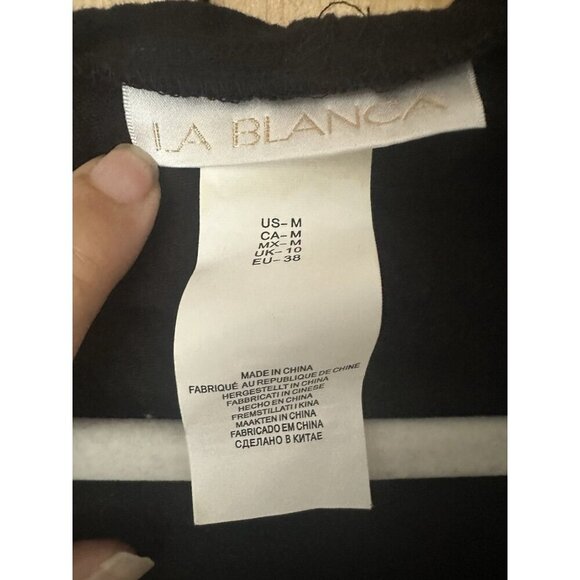 LA BLANCA
US-M
CA-M
MX-M
UK-10
EU-38
MADE IN CHINA
FABRIQUÉ AU REPUBLIQUE DE CHINE
HERGESTELLT IN CHINA
FABBRICATI IN CINESE
HECHO EN CHINA
FREMSTILLATI I KINA
MAAKTEN IN CHINA
FABRICADO EM CHINA
СДЕЛАНО В КИТАЕ